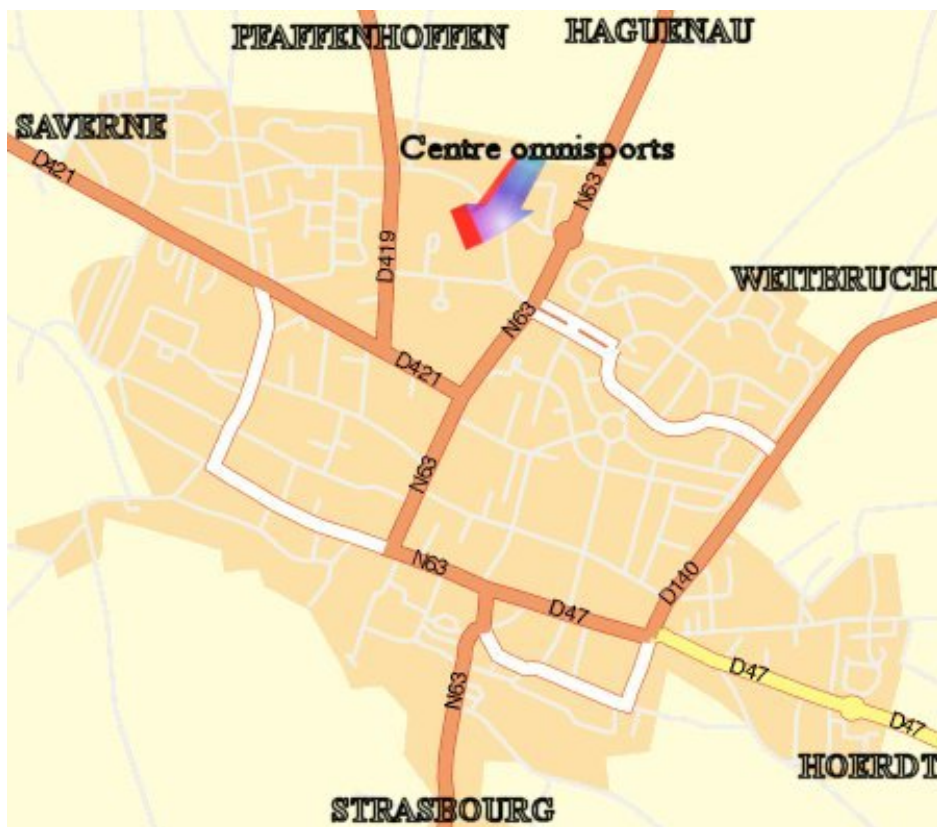 PFAFFENHOFFEN
HAGUENAU
SAVERNE
Centre omnisports
D421
N63
D419
WEITBRUCH
N63
D421
N63
N63
D140
D47
D47
N63
D47
HOERDT
STRASBOURG